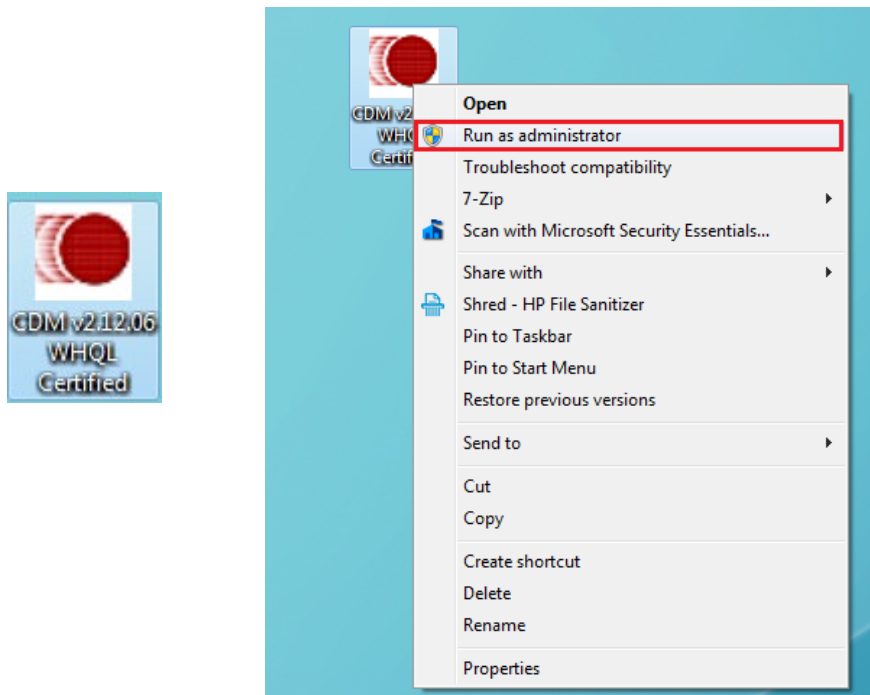 CDM v2.12.06
WHQL
Certified
CDM v2
WHQ
Certif
Open
Run as administrator
Troubleshoot compatibility
7-Zip
Scan with Microsoft Security Essentials...
Share with
Shred - HP File Sanitizer
Pin to Taskbar
Pin to Start Menu
Restore previous versions
Send to
Cut
Copy
Create shortcut
Delete
Rename
Properties